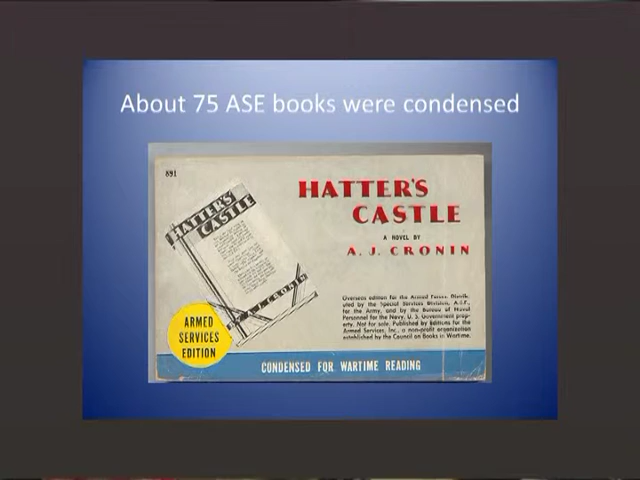 About 75 ASE books were condensed
891
HATTER'S
CASTLE
A NOVEL BY
A. J. CRONIN
HATTER'S
CASTLE
BY A. J. CRONIN
Overseas edition for the Armed Forces. Distrib-
uted by the Special Services Division, A.S.F.,
for the Army, and by the Bureau of Naval
Personnel for the Navy. U. S. Government prop-
erty. Not for sale. Published by Editions for the
Armed Services, Inc., a non-profit organization
established by the Council on Books in Wartime.
ARMED
SERVICES
EDITION
CONDENSED FOR WARTIME READING